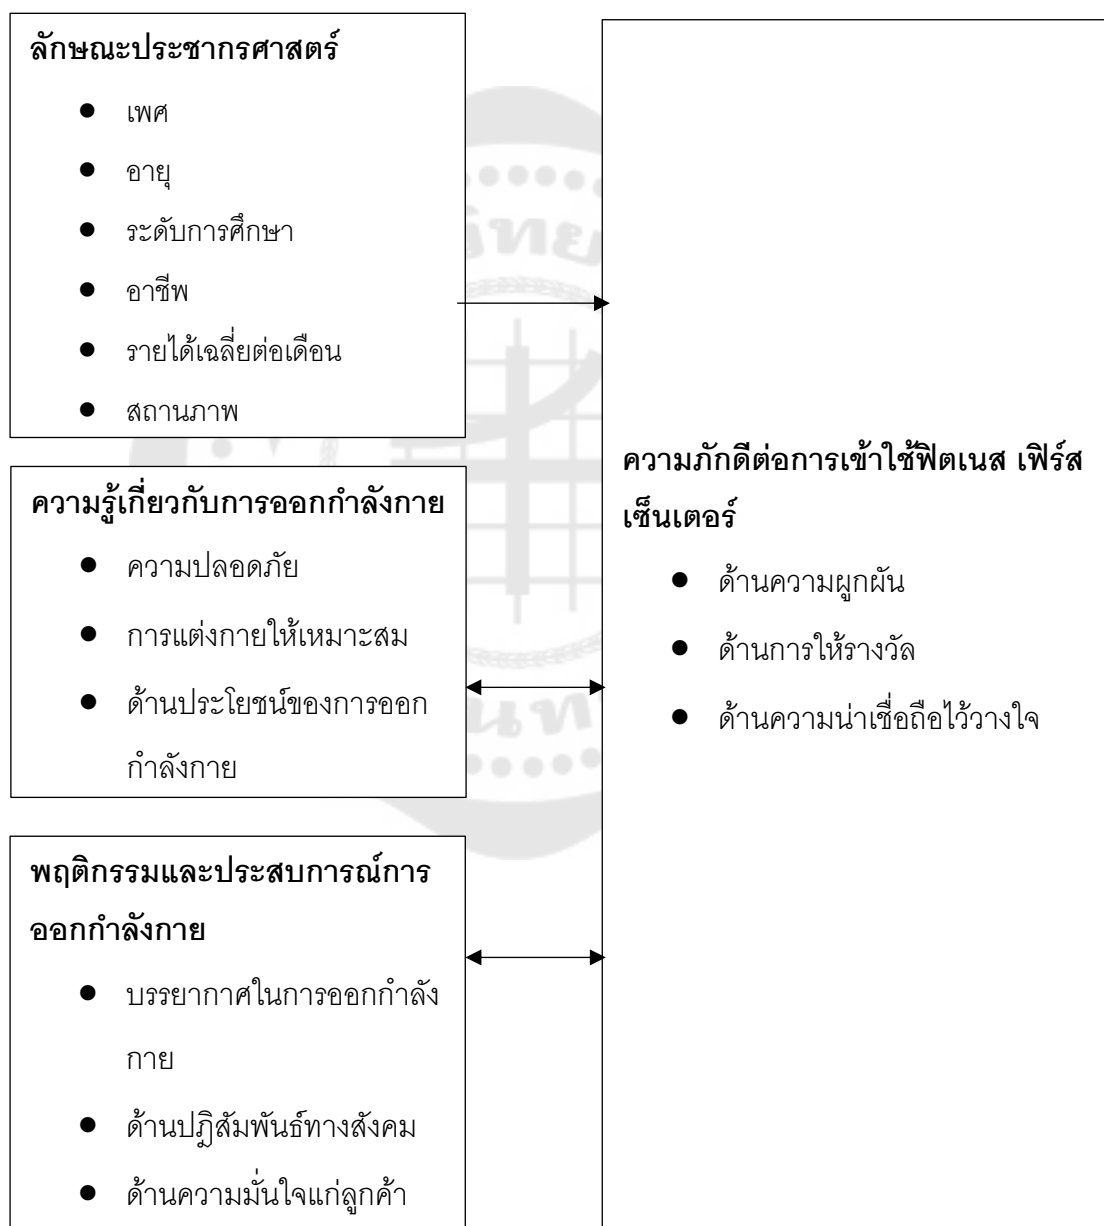 ลักษณะประชากรศาสตร์
● เพศ
● อายุ
● ระดับการศึกษา
● อาชีพ
● รายได้เฉลี่ยต่อเดือน
● สถานภาพ
ความรู้เกี่ยวกับการออกกำลังกาย
● ความปลอดภัย
● การแต่งกายให้เหมาะสม
● ด้านประโยชน์ของการออก
กำลังกาย
พฤติกรรมและประสบการณ์การ
ออกกำลังกาย
● บรรยากาศในการออกกำลัง
กาย
● ด้านปฎิสัมพันธ์ทางสังคม
● ด้านความมั่นใจแก่ลูกค้า
ความภักดีต่อการเข้าใช้ฟิตเนส เฟิร์ส
เซ็นเตอร์
● ด้านความผูกผัน
● ด้านการให้รางวัล
● ด้านความน่าเชื่อถือไว้วางใจ